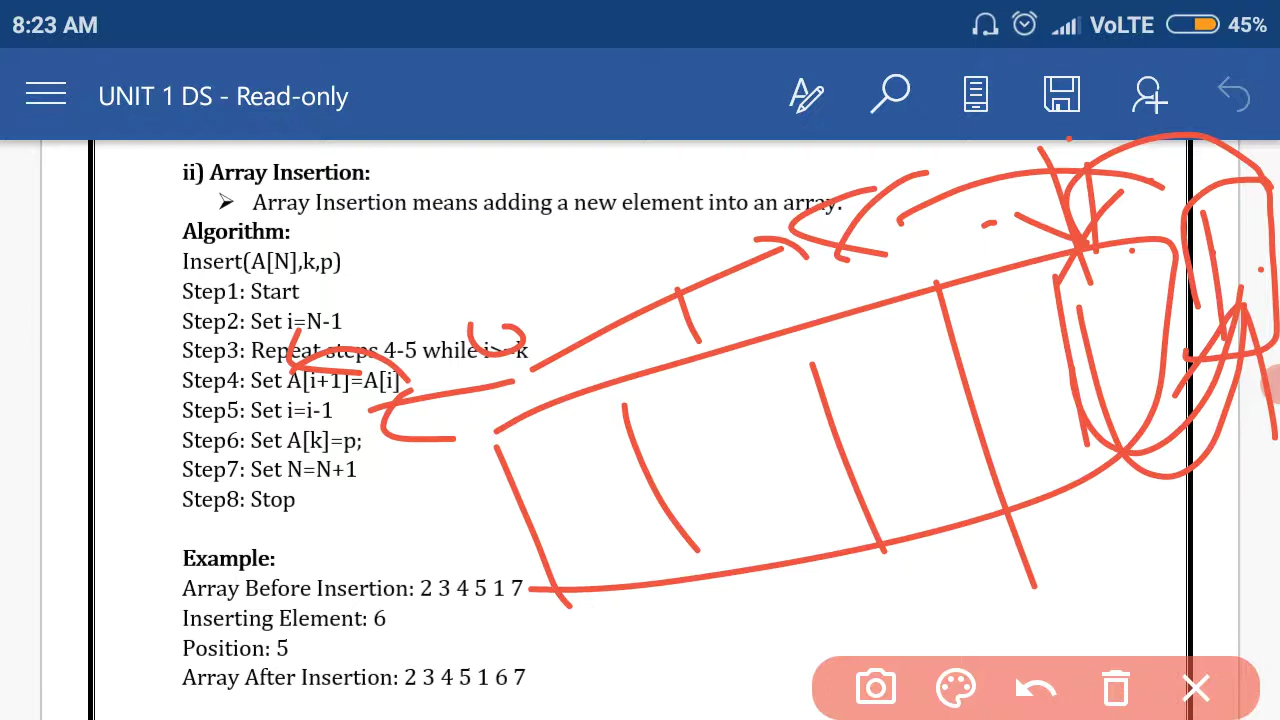 8:23 AM VoLTE 45%
UNIT 1 DS - Read-only
ii) Array Insertion:
➢ Array Insertion means adding a new element into an array.
Algorithm:
Insert(A[N],k,p)
Step1: Start
Step2: Set i=N-1
Step3: Repeat steps 4-5 while i>=k
Step4: Set A[i+1]=A[i]
Step5: Set i=i-1
Step6: Set A[k]=p;
Step7: Set N=N+1
Step8: Stop
Example:
Array Before Insertion: 2 3 4 5 1 7
Inserting Element: 6
Position: 5
Array After Insertion: 2 3 4 5 1 6 7